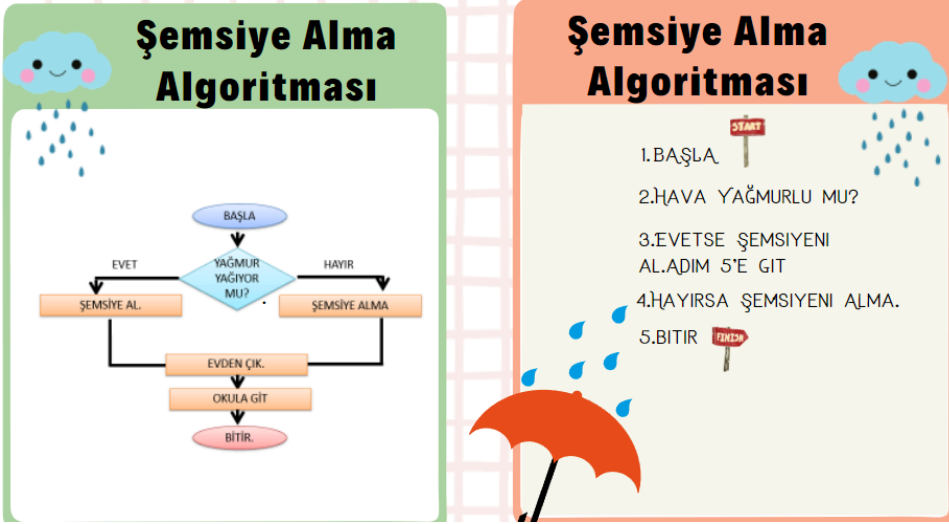 Şemsiye Alma
Algoritması
BAŞLA
YAĞMUR
YAĞIYOR
MU?
EVET
HAYIR
ŞEMSİYE AL.
ŞEMSİYE ALMA
EVDEN ÇIK.
OKULA GİT
BİTİR.
Şemsiye Alma
Algoritması
START
1.BAŞLA
2.HAVA YAĞMURLU MU?
3.EVETSE ŞEMSIYENI
AL.ADIM 5'E GIT
4.HAYIRSA ŞEMSIYENI ALMA.
5.BITIR
FINISH